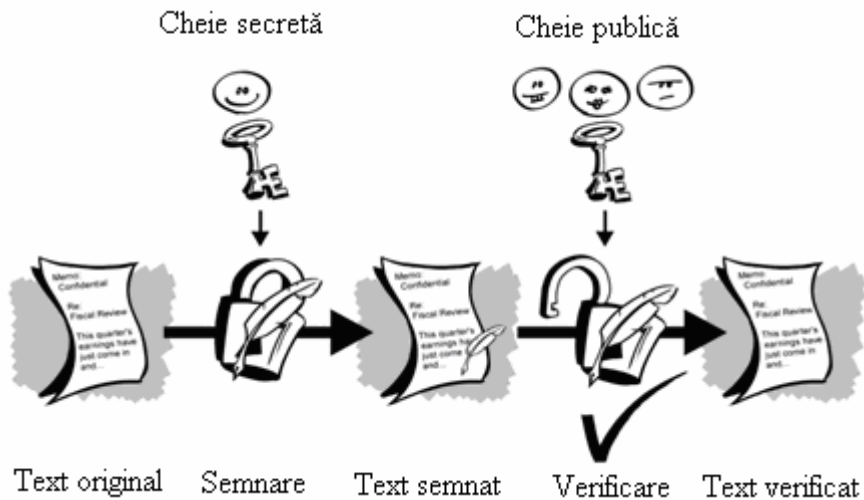 Cheie secretă
Cheie publică
Memo:
Confidential
Re:
Fiscal Review
This quarter's
earnings have
just come in
and...
Memo:
Confidential
Re:
Fiscal Review
This quarter's
earnings
just come
and...
Memo:
Confidential
Re:
Fiscal Review
This quarter's
earnings have
just come in
and...
Text original
Semnare
Text semnat
Verificare
Text verificat